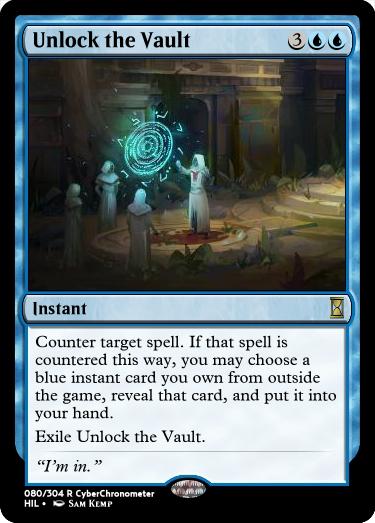 Unlock the Vault 3
Instant
Counter target spell. If that spell is
countered this way, you may choose a
blue instant card you own from outside
the game, reveal that card, and put it into
your hand.
Exile Unlock the Vault.
“I’m in.”
080/304 R CyberChronometer
HIL • Sam Kemp